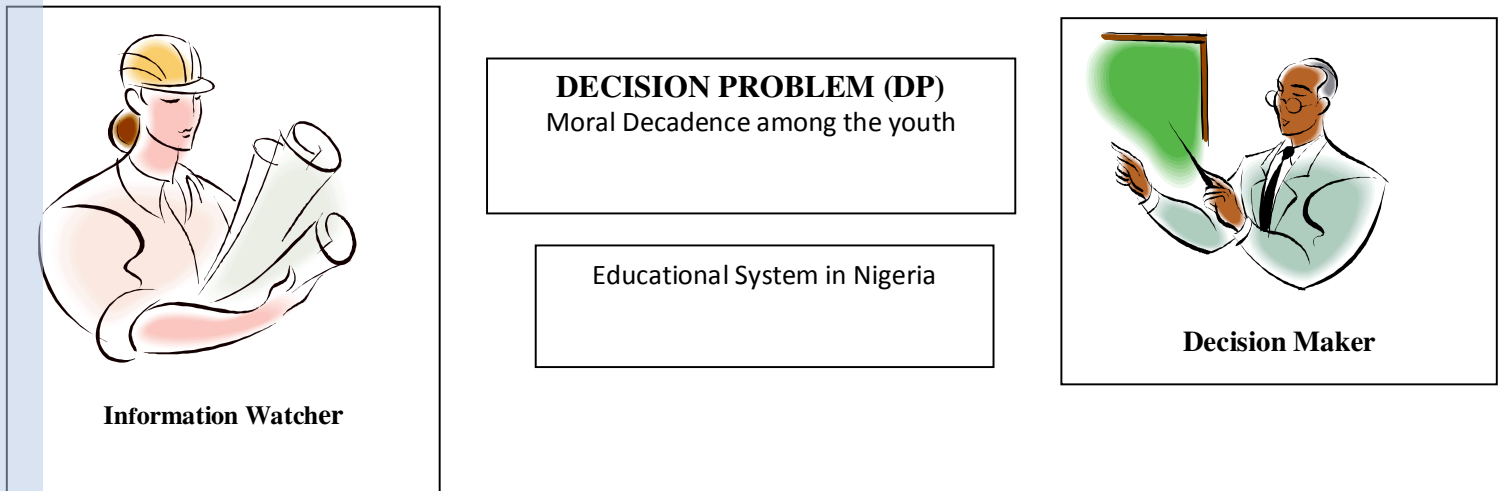 DECISION PROBLEM (DP)
Moral Decadence among the youth
Educational System in Nigeria
Decision Maker
Information Watcher